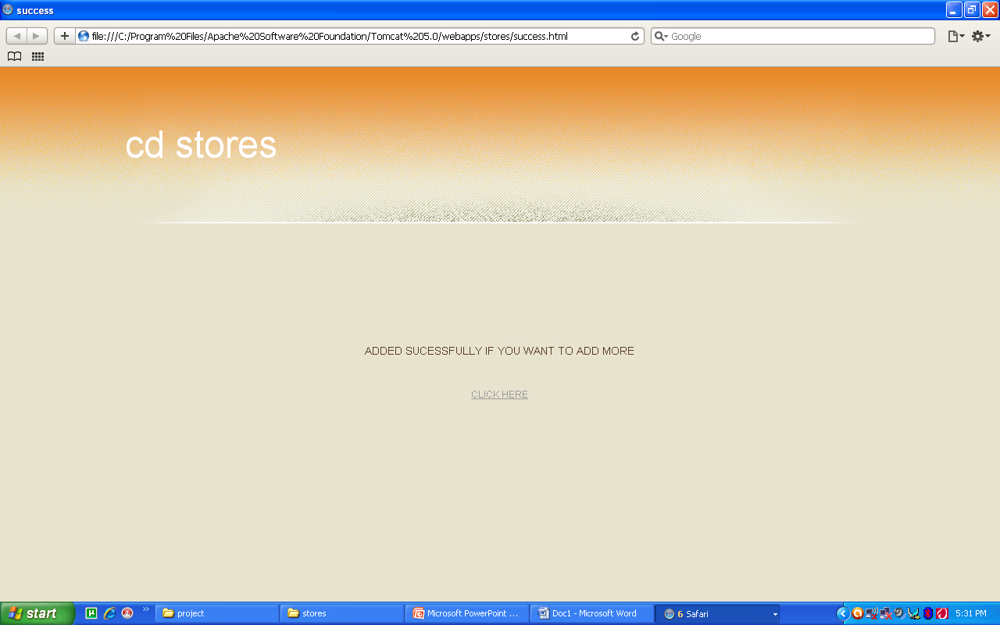 success
file:///C:/Program%20Files/Apache%20Software%20Foundation/Tomcat%205.0/webapps/stores/success.html
Google
cd stores
ADDED SUCESSFULLY IF YOU WANT TO ADD MORE
CLICK HERE
start
project
stores
Microsoft PowerPoint ...
Doc1 - Microsoft Word
6 Safari
5:31 PM